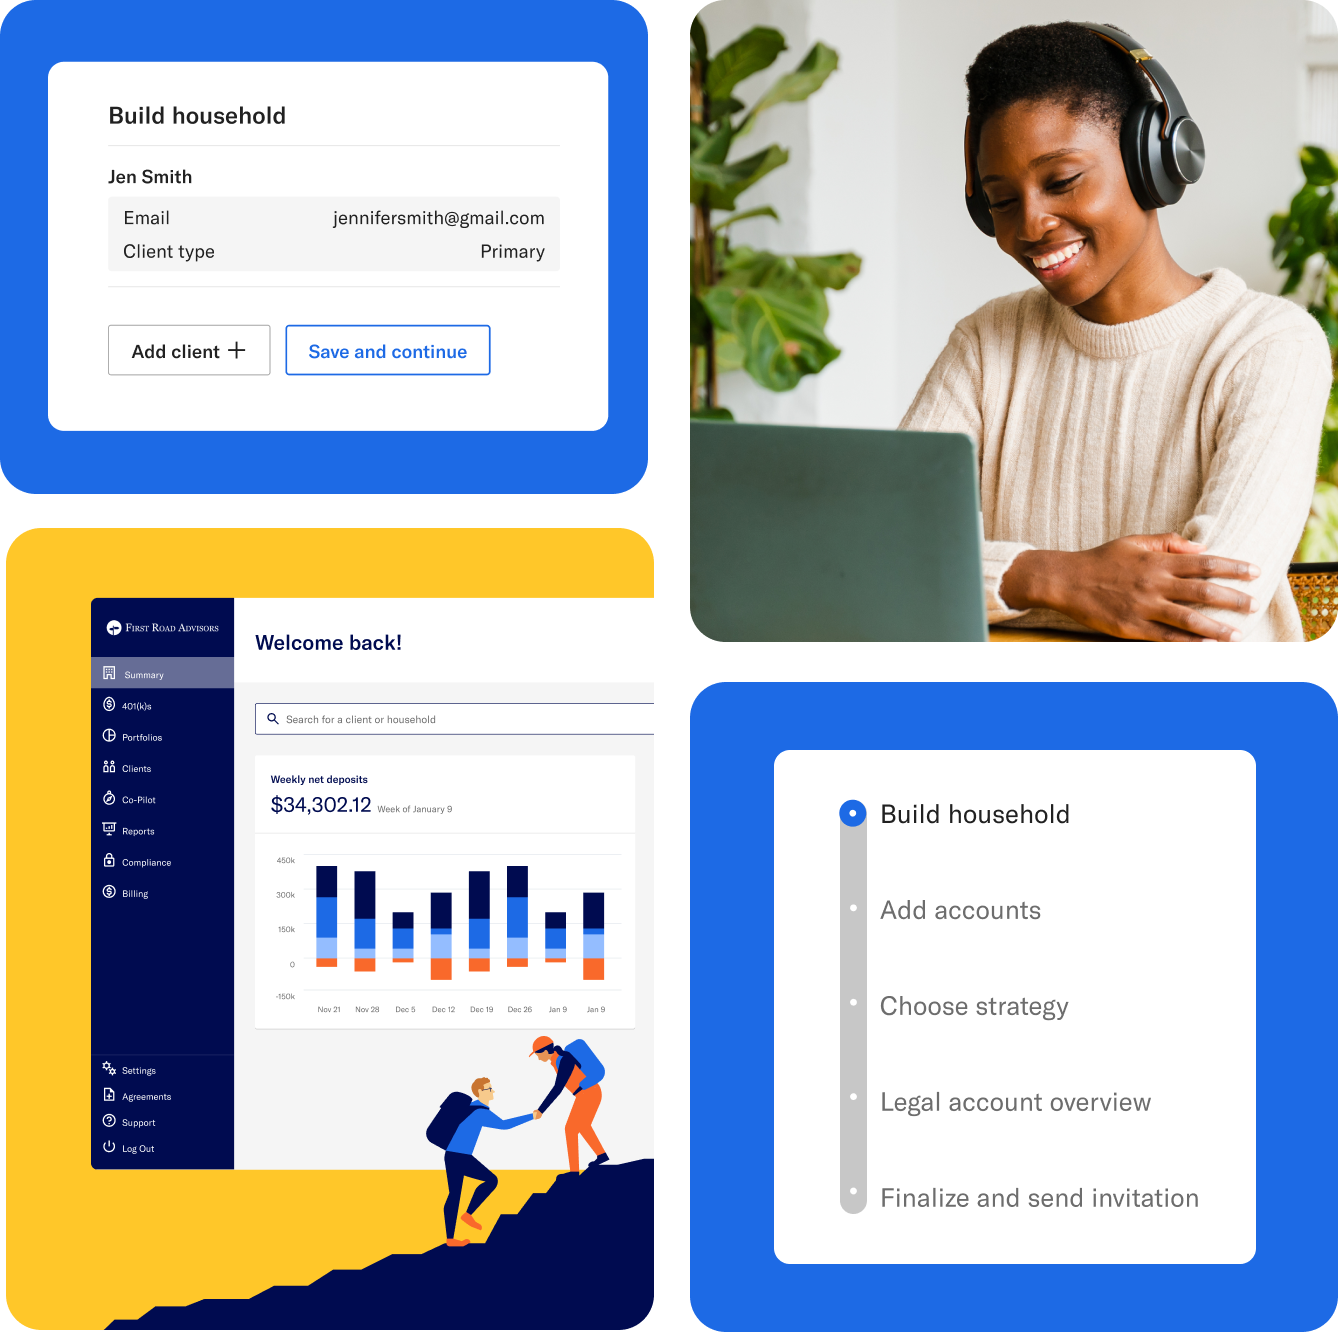 Build household
Jen Smith
Email jennifersmith@gmail.com
Client type Primary
Add client +
Save and continue
FIRST ROAD ADVISORS
Summary
401(k)s
Portfolios
Clients
Co-Pilot
Reports
Compliance
Billing
Settings
Agreements
Support
Log Out
Welcome back!
Search for a client or household
Weekly net deposits
$34,302.12 Week of January 9
450k
300k
150k
0
-150k
Nov 21 Nov 28 Dec 5 Dec 12 Dec 19 Dec 26 Jan 9 Jan 9
Build household
Add accounts
Choose strategy
Legal account overview
Finalize and send invitation